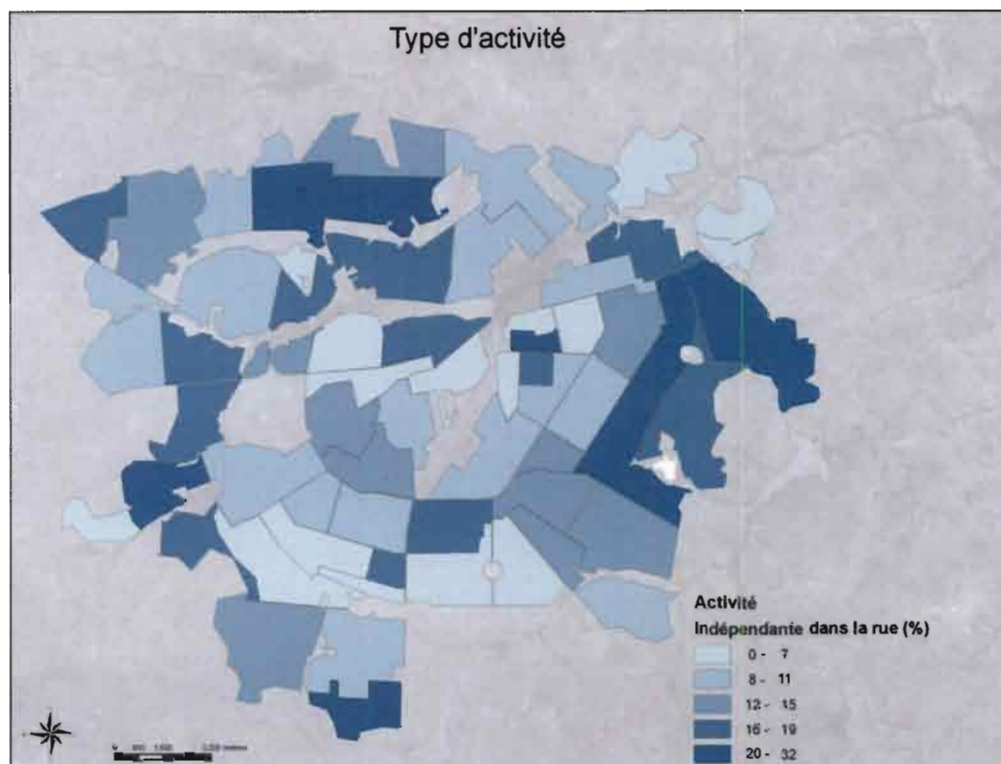 Type d'activité
Activité
Indépendante dans la rue (%)
0 - 7
8 - 11
12 - 15
16 - 19
20 - 32